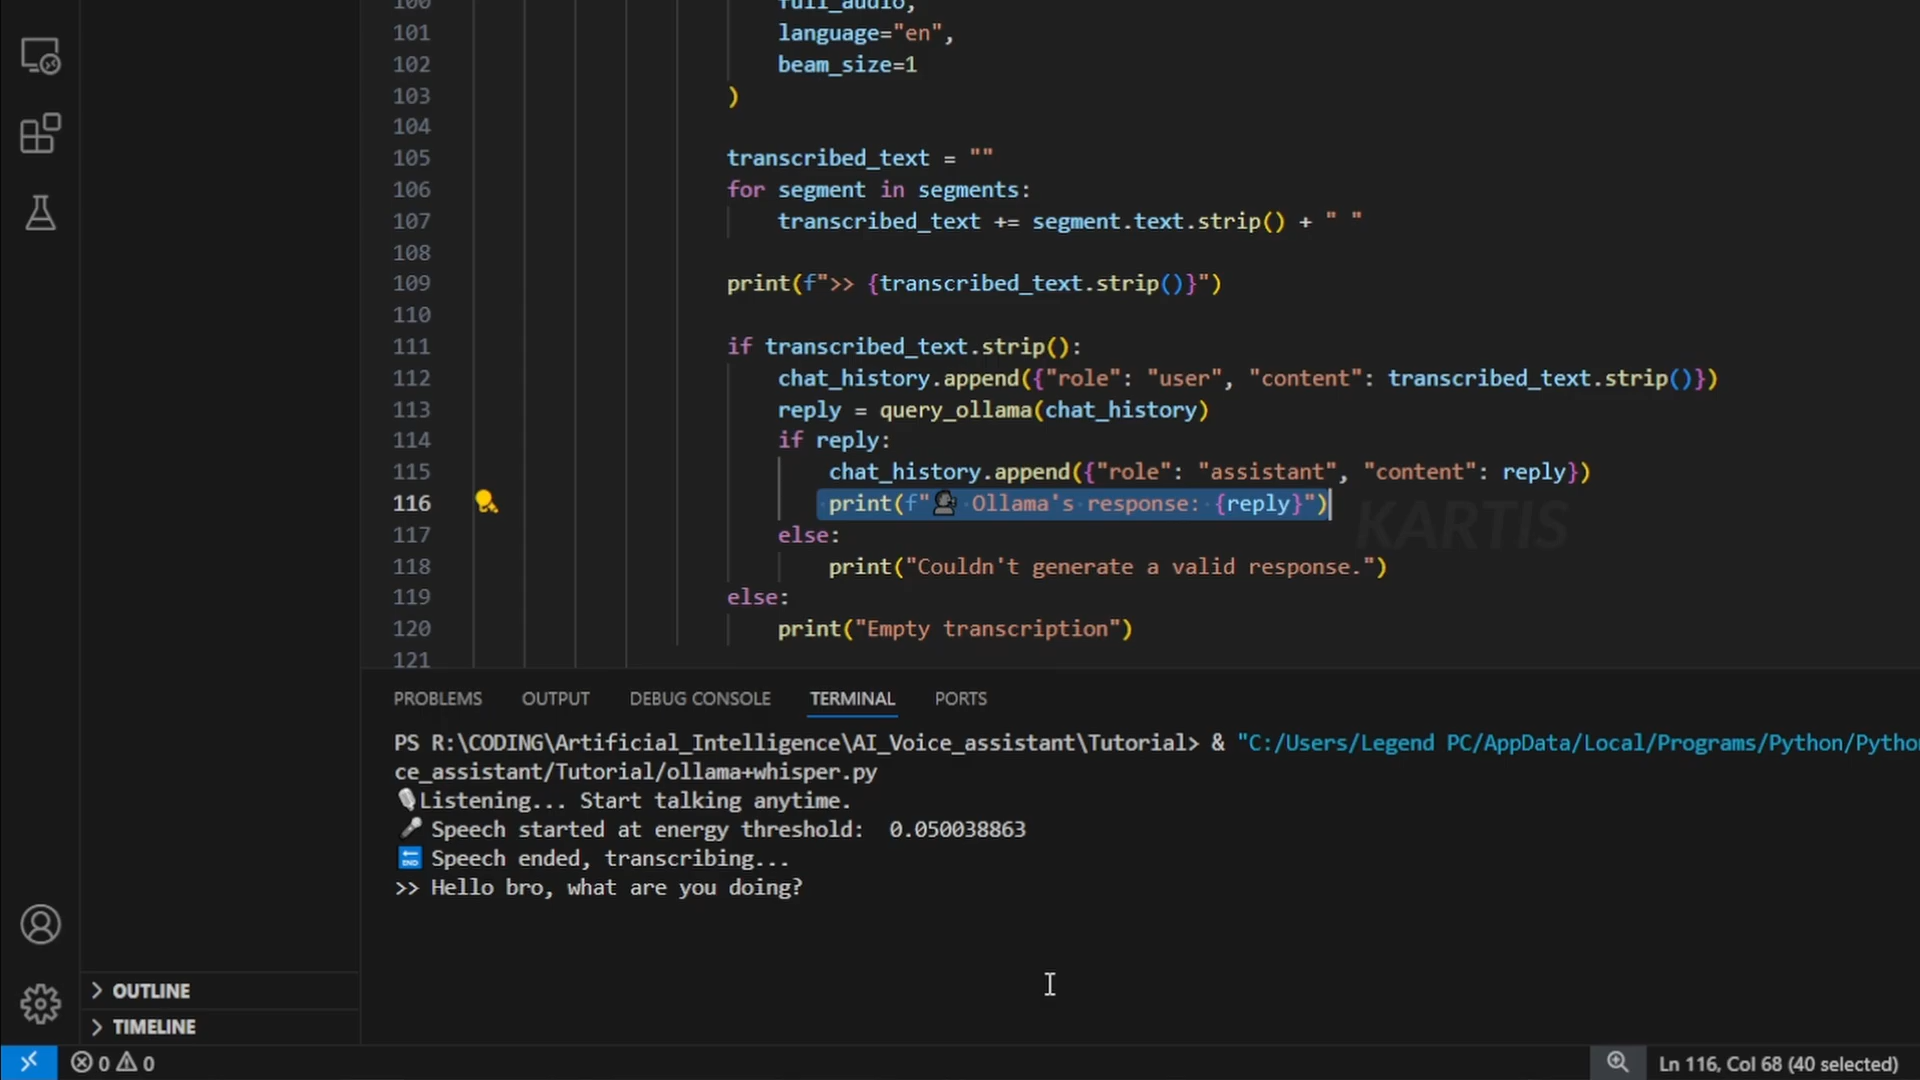 100 full_audio,
101 language="en",
102 beam_size=1
103 )
104
105 transcribed_text = ""
106 for segment in segments:
107 transcribed_text += segment.text.strip() + " "
108
109 print(f">> {transcribed_text.strip()}")
110
111 if transcribed_text.strip():
112 chat_history.append({"role": "user", "content": transcribed_text.strip()})
113 reply = query_ollama(chat_history)
114 if reply:
115 chat_history.append({"role": "assistant", "content": reply})
116 print(f"🗣 Ollama's response: {reply}")
KARTIS
117 else:
118 print("Couldn't generate a valid response.")
119 else:
120 print("Empty transcription")
121
PROBLEMS OUTPUT DEBUG CONSOLE TERMINAL PORTS
PS R:\CODING\Artificial_Intelligence\AI_Voice_assistant\Tutorial> & "C:/Users/Legend PC/AppData/Local/Programs/Python/Pytho
ce_assistant/Tutorial/ollama+whisper.py
🎙Listening... Start talking anytime.
🎤 Speech started at energy threshold: 0.050038863
🔚 Speech ended, transcribing...
>> Hello bro, what are you doing?
OUTLINE
TIMELINE
0 0
Ln 116, Col 68 (40 selected)